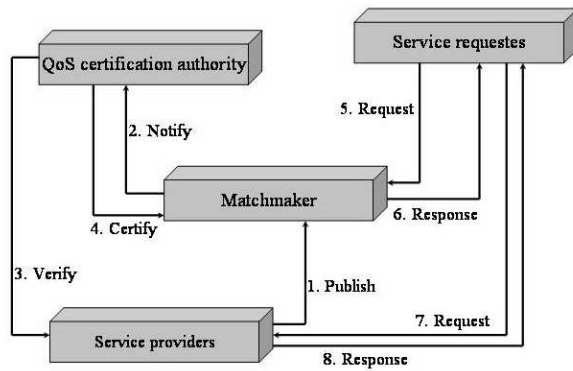 Service requestes
QoS certification authority
5. Request
2. Notify
Matchmaker
6. Response
4. Certify
3. Verify
1. Publish
7. Request
Service providers
8. Response